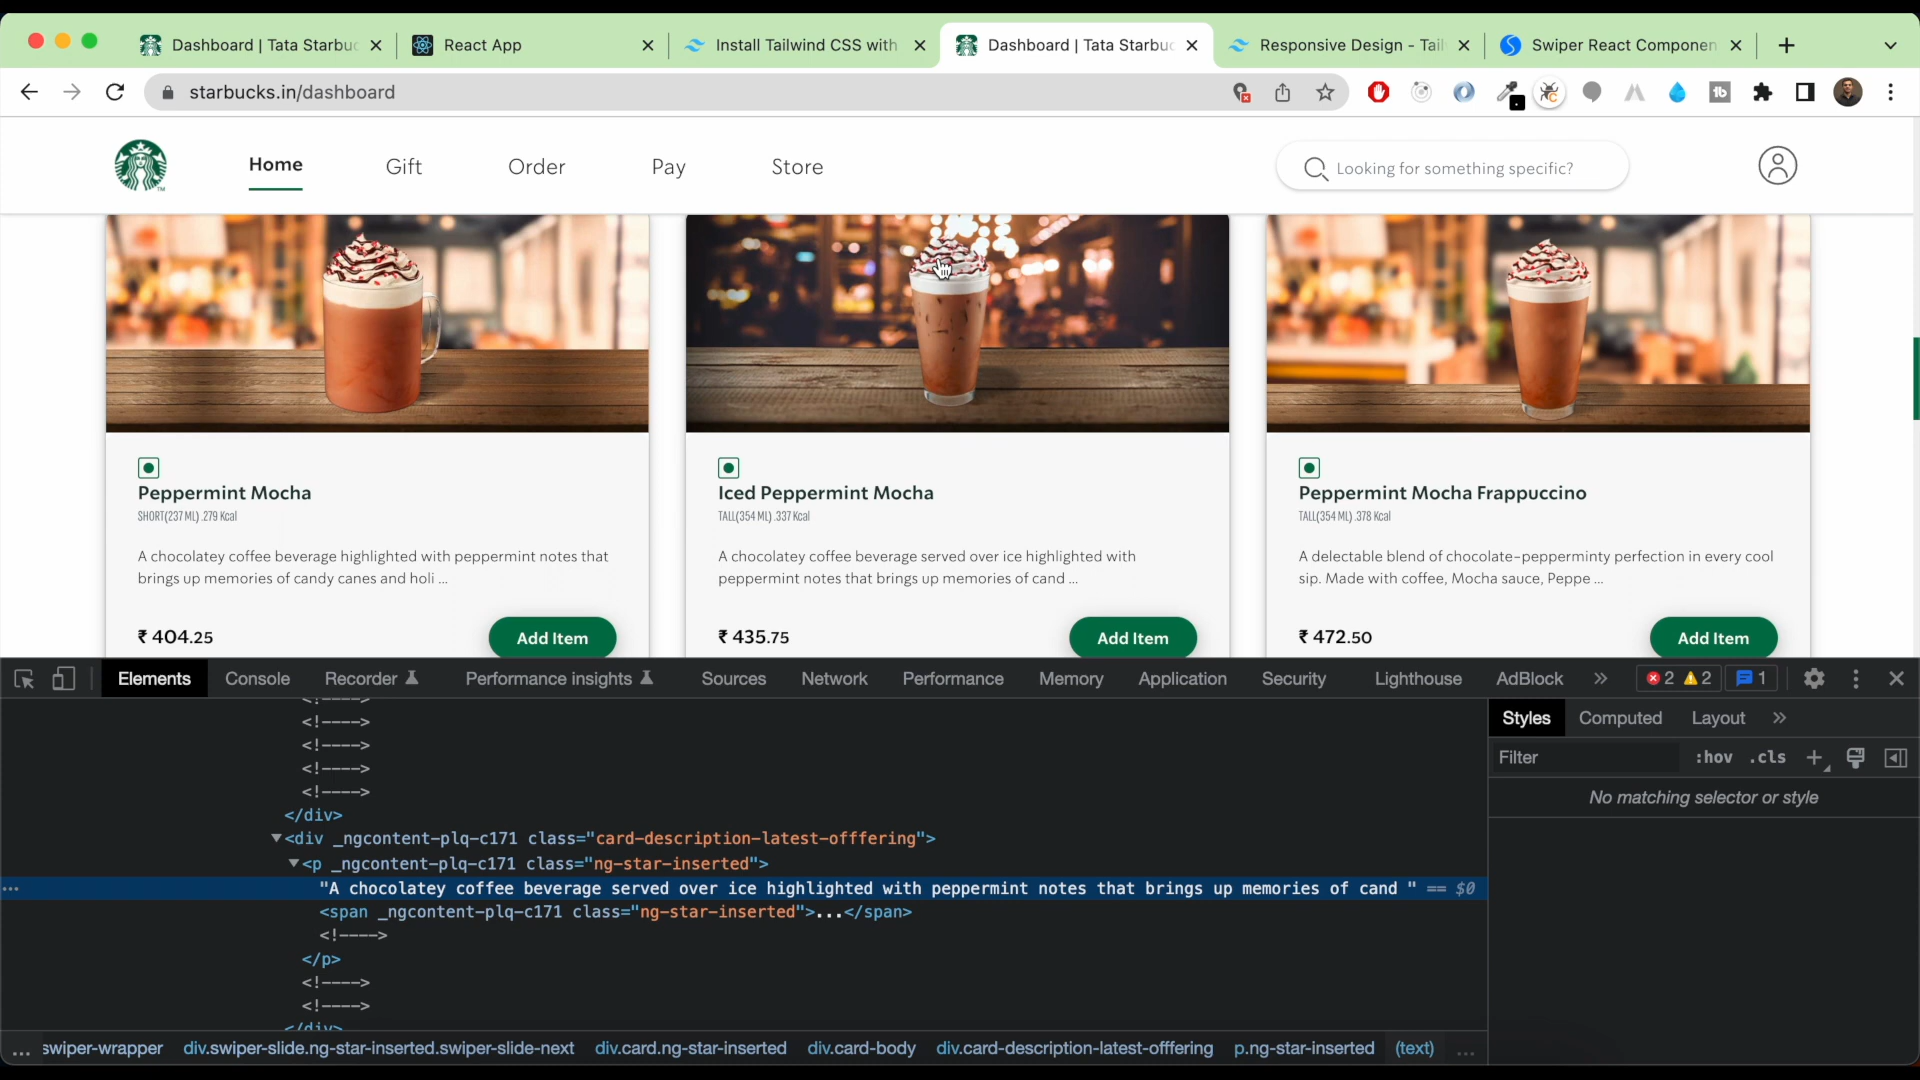 Dashboard | Tata Starbuc
React App
Install Tailwind CSS with
Dashboard | Tata Starbuc
Responsive Design - Tail
Swiper React Componen
starbucks.in/dashboard
Home
Gift
Order
Pay
Store
Looking for something specific?
Peppermint Mocha
SHORT(237 ML) .279 Kcal
A chocolatey coffee beverage highlighted with peppermint notes that
brings up memories of candy canes and holi ...
₹ 404.25
Add Item
Iced Peppermint Mocha
TALL(354 ML) .337 Kcal
A chocolatey coffee beverage served over ice highlighted with
peppermint notes that brings up memories of cand ...
₹ 435.75
Add Item
Peppermint Mocha Frappuccino
TALL(354 ML) .378 Kcal
A delectable blend of chocolate-pepperminty perfection in every cool
sip. Made with coffee, Mocha sauce, Peppe ...
₹ 472.50
Add Item
Elements
Console
Recorder
Performance insights
Sources
Network
Performance
Memory
Application
Security
Lighthouse
AdBlock
2
2
1
<!---->
<!---->
<!---->
<!---->
<!---->
</div>
<div _ngcontent-plq-c171 class="card-description-latest-offfering">
<p _ngcontent-plq-c171 class="ng-star-inserted">
"A chocolatey coffee beverage served over ice highlighted with peppermint notes that brings up memories of cand " == $0
<span _ngcontent-plq-c171 class="ng-star-inserted">...</span>
<!---->
</p>
<!---->
<!---->
</div>
... swiper-wrapper div.swiper-slide.ng-star-inserted.swiper-slide-next div.card.ng-star-inserted div.card-body div.card-description-latest-offfering p.ng-star-inserted (text) ...
Styles
Computed
Layout
Filter
:hov .cls
No matching selector or style